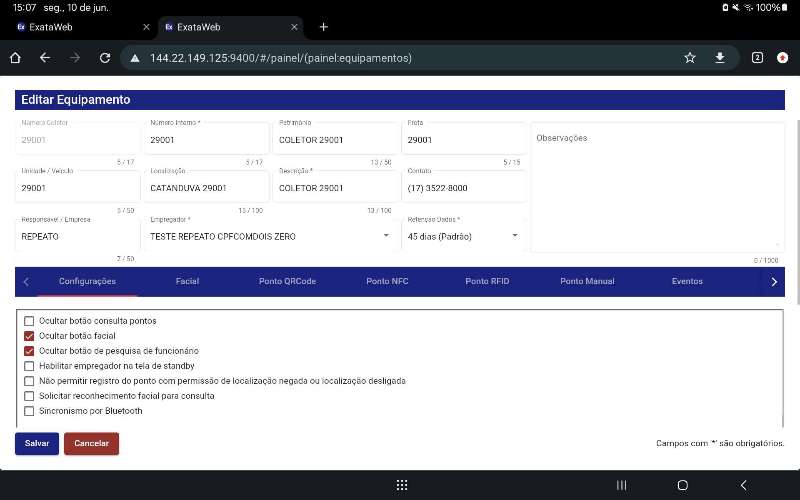 15:07 seg., 10 de jun.
100%
ExataWeb
ExataWeb
144.22.149.125:9400/#/painel/(painel:equipamentos)
2
Editar Equipamento
Número Coletor
29001
5 / 17
Número Interno *
29001
5 / 17
Patrimônio
COLETOR 29001
13 / 50
Frota
29001
5 / 15
Observações
0 / 1000
Unidade / Veículo
29001
5 / 50
Localização
CATANDUVA 29001
15 / 100
Descrição *
COLETOR 29001
13 / 100
Contato
(17) 3522-8000
Responsável / Empresa
REPEATO
7 / 50
Empregador *
TESTE REPEATO CPFCOMDOIS ZERO
Retenção Dados *
45 dias (Padrão)
Configurações
Facial
Ponto QRCode
Ponto NFC
Ponto RFID
Ponto Manual
Eventos
Ocultar botão consulta pontos
Ocultar botão facial
Ocultar botão de pesquisa de funcionário
Habilitar empregador na tela de standby
Não permitir registro do ponto com permissão de localização negada ou localização desligada
Solicitar reconhecimento facial para consulta
Sincronismo por Bluetooth
Salvar
Cancelar
Campos com '*' são obrigatórios.